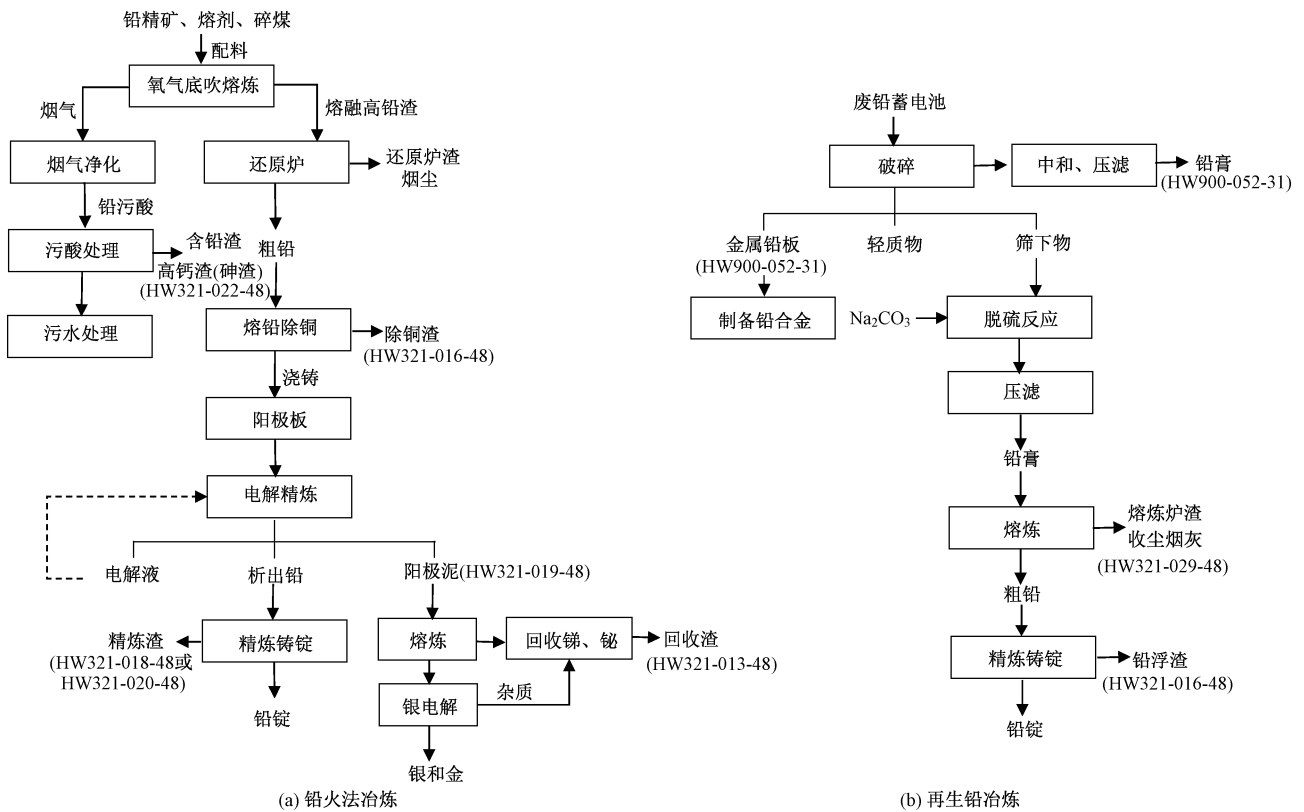 铅精矿、熔剂、碎煤
配料
氧气底吹熔炼
烟气
熔融高铅渣
烟气净化
还原炉
还原炉渣
烟尘
铅污酸
污酸处理
含铅渣
高钙渣(砷渣)
(HW321-022-48)
污水处理
粗铅
熔铅除铜
除铜渣
(HW321-016-48)
浇铸
阳极板
电解精炼
电解液
析出铅
阳极泥(HW321-019-48)
精炼渣
(HW321-018-48或
HW321-020-48)
精炼铸锭
铅锭
熔炼
回收锑、铋
回收渣
(HW321-013-48)
银电解
杂质
银和金
(a) 铅火法冶炼
废铅蓄电池
破碎
中和、压滤
铅膏
(HW900-052-31)
金属铅板
(HW900-052-31)
轻质物
筛下物
制备铅合金
Na₂CO₃
脱硫反应
压滤
铅膏
熔炼
熔炼炉渣
收尘烟灰
(HW321-029-48)
粗铅
精炼铸锭
铅浮渣
(HW321-016-48)
铅锭
(b) 再生铅冶炼